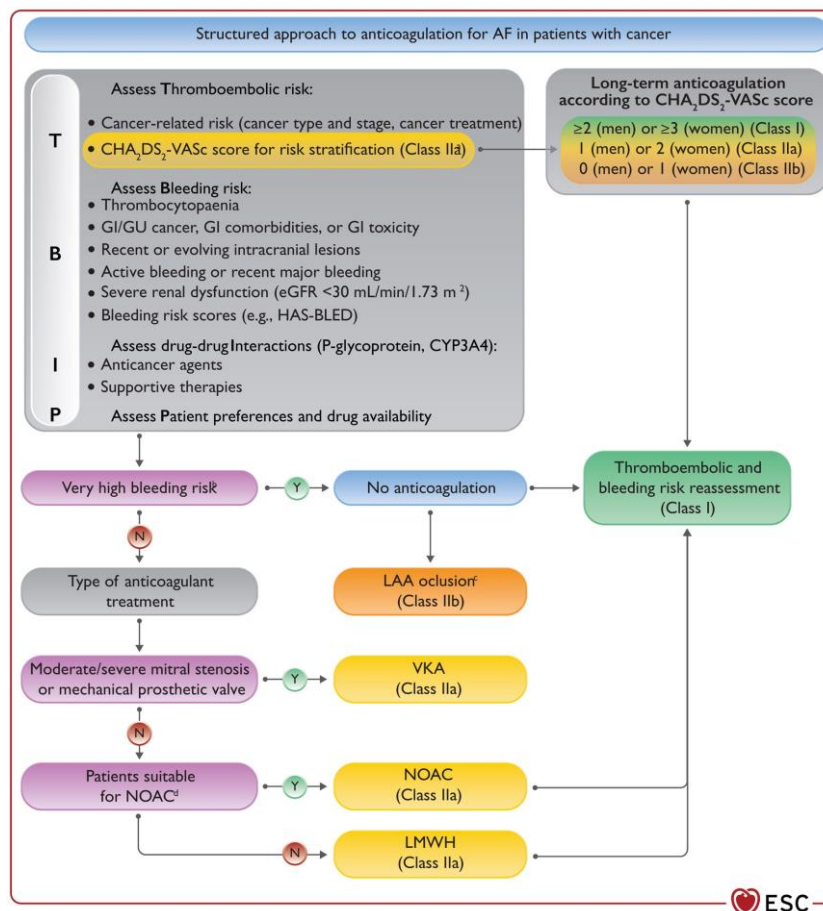 Structured approach to anticoagulation for AF in patients with cancer
T
Assess Thromboembolic risk:
• Cancer-related risk (cancer type and stage, cancer treatment)
• CHA2DS2-VASc score for risk stratification (Class IIa)
Long-term anticoagulation
according to CHA2DS2-VASc score
≥2 (men) or ≥3 (women) (Class I)
1 (men) or 2 (women) (Class IIa)
0 (men) or 1 (women) (Class IIb)
B
Assess Bleeding risk:
• Thrombocytopaenia
• GI/GU cancer, GI comorbidities, or GI toxicity
• Recent or evolving intracranial lesions
• Active bleeding or recent major bleeding
• Severe renal dysfunction (eGFR <30 mL/min/1.73 m2)
• Bleeding risk scores (e.g., HAS-BLED)
I
Assess drug-drug Interactions (P-glycoprotein, CYP3A4):
• Anticancer agents
• Supportive therapies
P
Assess Patient preferences and drug availability
Very high bleeding risk
Y
No anticoagulation
Thromboembolic and
bleeding risk reassessment
(Class I)
N
Type of anticoagulant
treatment
LAA oclusionc
(Class IIb)
Moderate/severe mitral stenosis
or mechanical prosthetic valve
Y
VKA
(Class IIa)
N
Patients suitable
for NOACd
Y
NOAC
(Class IIa)
N
LMWH
(Class IIa)
ESC